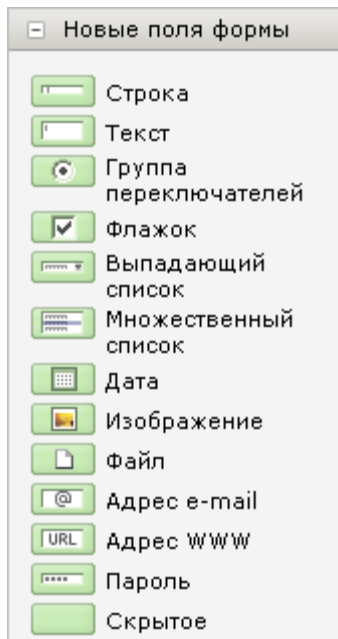 Новые поля формы
Строка
Текст
Группа
переключателей
Флажок
Выпадающий
список
Множественный
список
Дата
Изображение
Файл
@ Адрес e-mail
URL Адрес WWW
Пароль
Скрытое